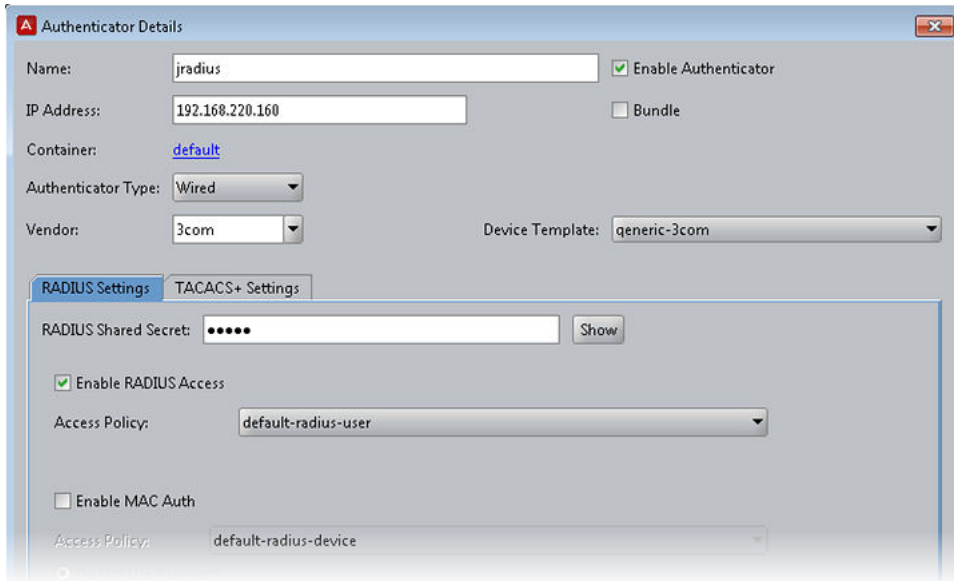 A Authenticator Details
Name: jradius Enable Authenticator
IP Address: 192.168.220.160 Bundle
Container: default
Authenticator Type: Wired
Vendor: 3com Device Template: generic-3com
RADIUS Settings TACACS+ Settings
RADIUS Shared Secret: ••••• Show
Enable RADIUS Access
Access Policy: default-radius-user
Enable MAC Auth
Access Policy: default-radius-device